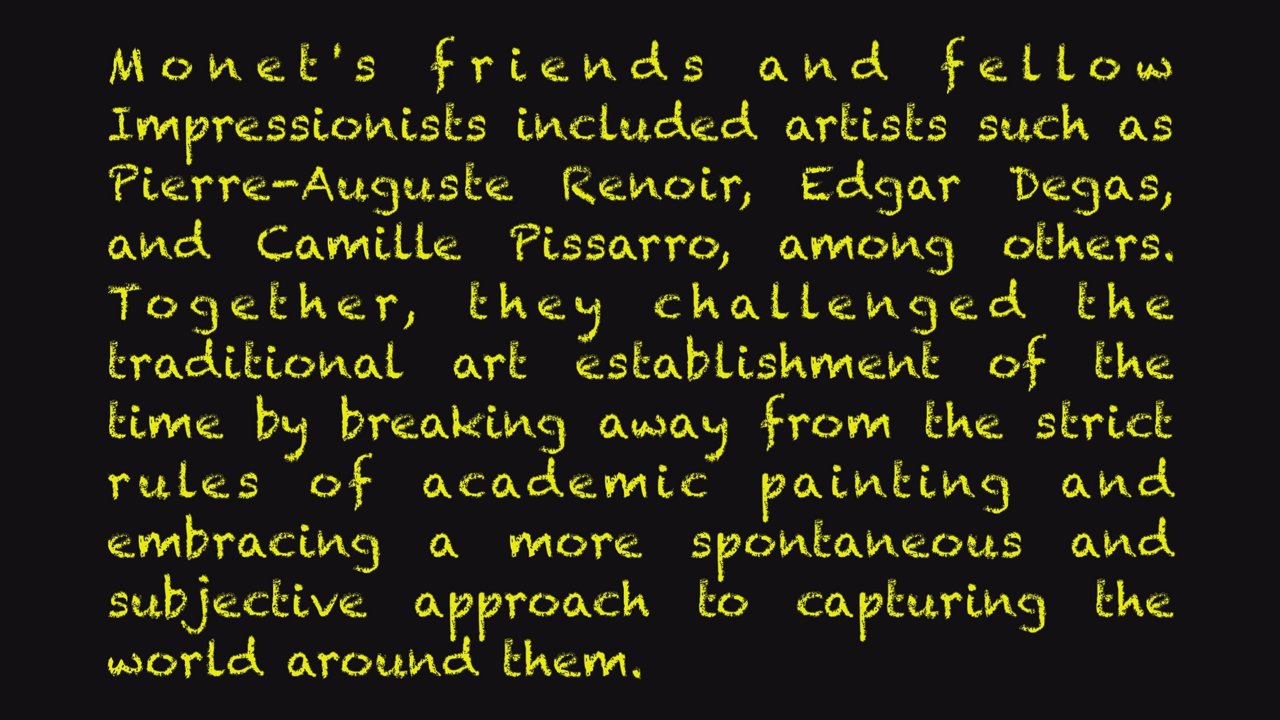 Monet's friends and fellow
Impressionists included artists such as
Pierre-Auguste Renoir, Edgar Degas,
and Camille Pissarro, among others.
Together, they challenged the
traditional art establishment of the
time by breaking away from the strict
rules of academic painting and
embracing a more spontaneous and
subjective approach to capturing the
world around them.